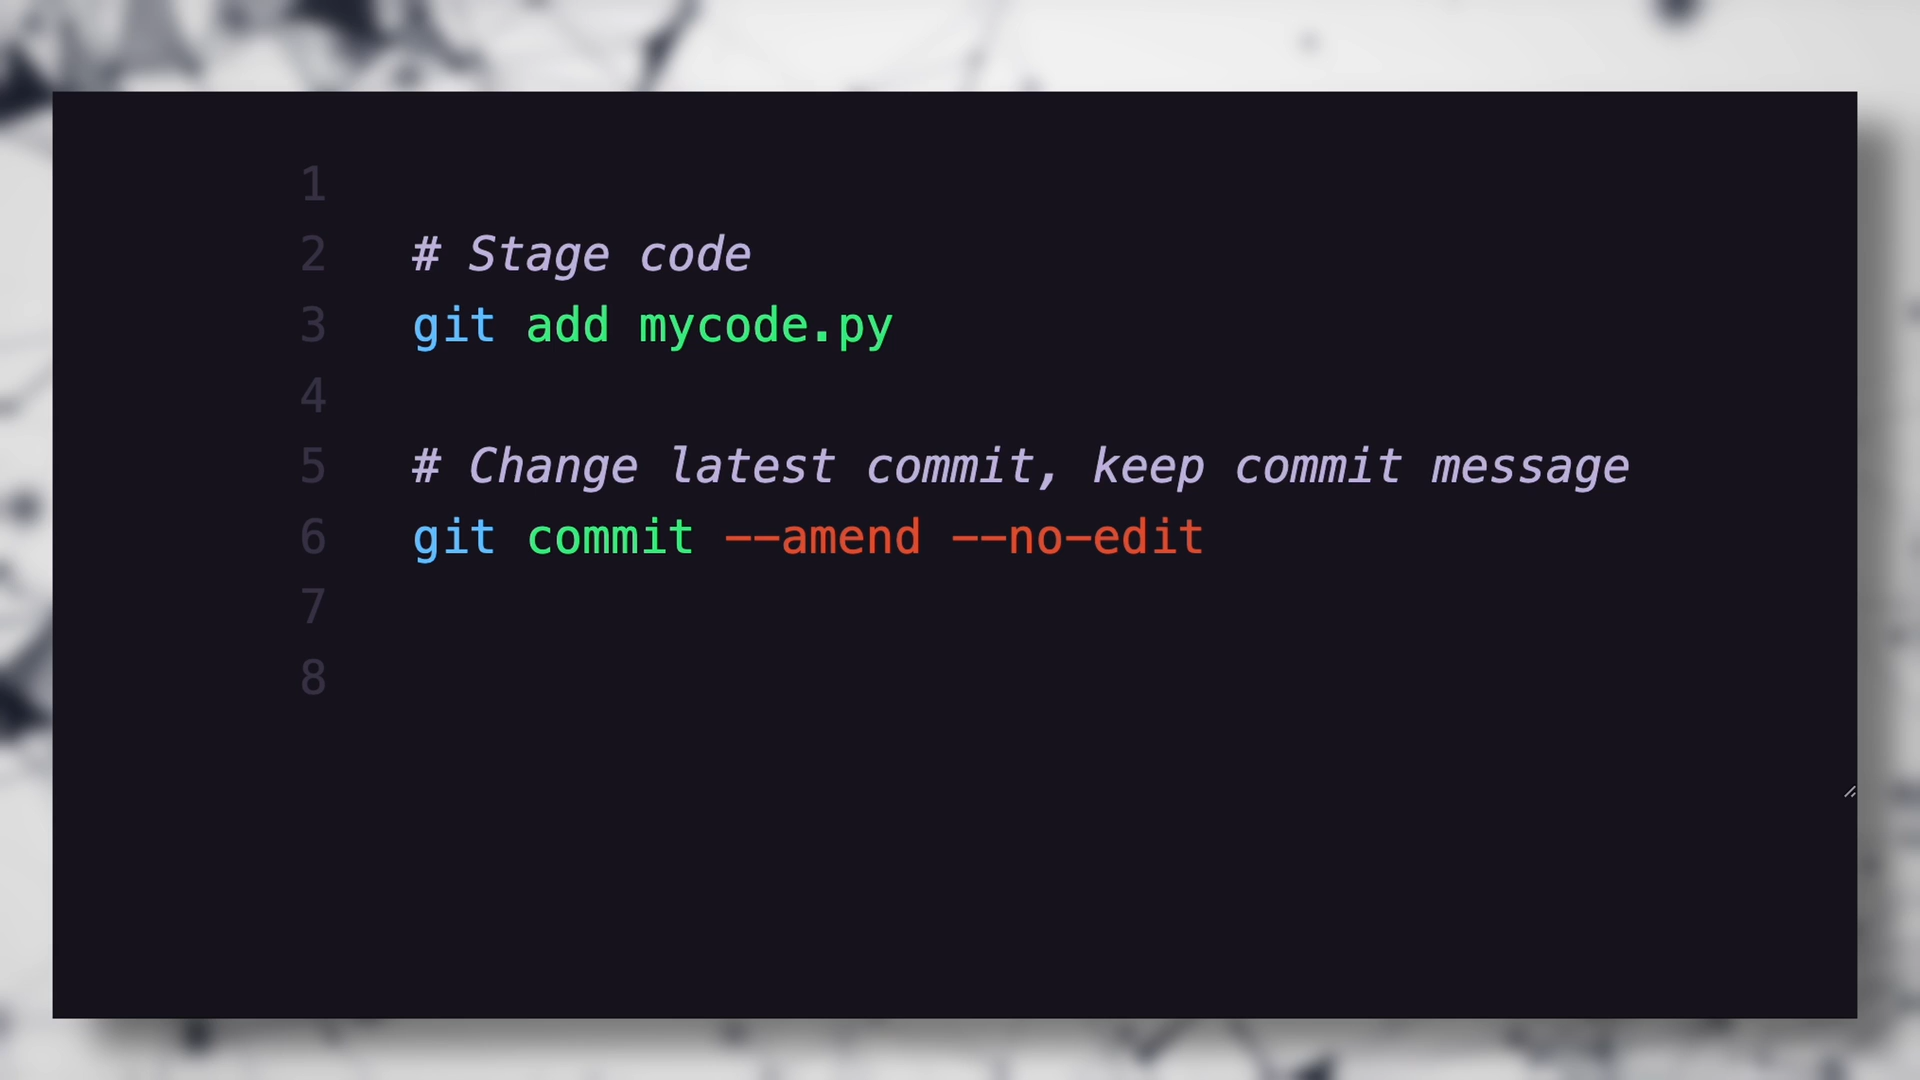 1
2 # Stage code
3 git add mycode.py
4
5 # Change latest commit, keep commit message
6 git commit --amend --no-edit
7
8